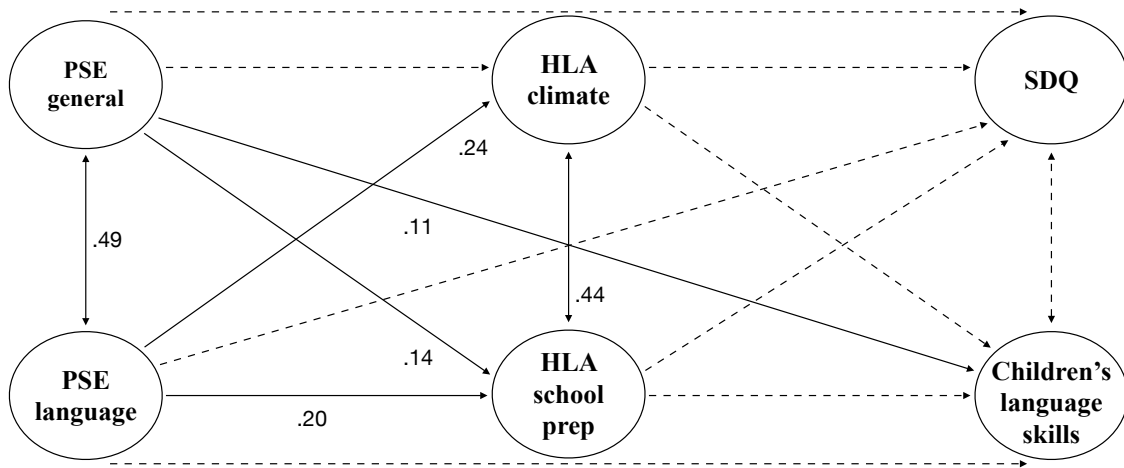 PSE
general
HLA
climate
SDQ
.24
.49
.11
.44
.14
PSE
language
.20
HLA
school
prep
Children’s
language
skills